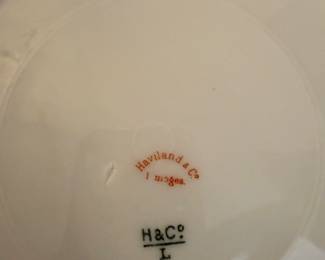 Haviland & Co.
Limoges.
H&Co
L